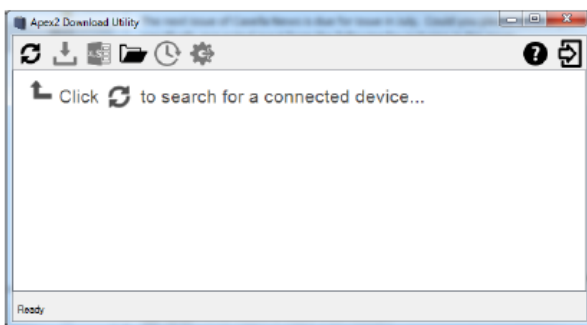 Apex2 Download Utility
Click to search for a connected device...
Ready